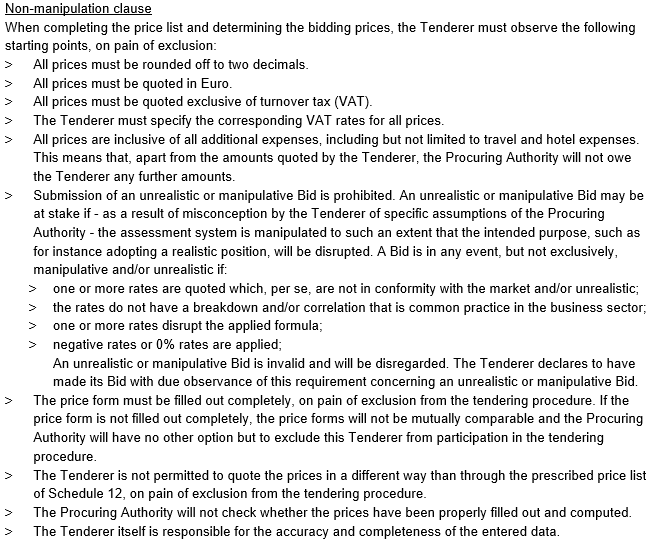 Non-manipulation clause
When completing the price list and determining the bidding prices, the Tenderer must observe the following
starting points, on pain of exclusion:
> All prices must be rounded off to two decimals.
> All prices must be quoted in Euro.
> All prices must be quoted exclusive of turnover tax (VAT).
> The Tenderer must specify the corresponding VAT rates for all prices.
> All prices are inclusive of all additional expenses, including but not limited to travel and hotel expenses.
This means that, apart from the amounts quoted by the Tenderer, the Procuring Authority will not owe
the Tenderer any further amounts.
> Submission of an unrealistic or manipulative Bid is prohibited. An unrealistic or manipulative Bid may be
at stake if - as a result of misconception by the Tenderer of specific assumptions of the Procuring
Authority - the assessment system is manipulated to such an extent that the intended purpose, such as
for instance adopting a realistic position, will be disrupted. A Bid is in any event, but not exclusively,
manipulative and/or unrealistic if:
> one or more rates are quoted which, per se, are not in conformity with the market and/or unrealistic;
> the rates do not have a breakdown and/or correlation that is common practice in the business sector;
> one or more rates disrupt the applied formula;
> negative rates or 0% rates are applied;
An unrealistic or manipulative Bid is invalid and will be disregarded. The Tenderer declares to have
made its Bid with due observance of this requirement concerning an unrealistic or manipulative Bid.
> The price form must be filled out completely, on pain of exclusion from the tendering procedure. If the
price form is not filled out completely, the price forms will not be mutually comparable and the Procuring
Authority will have no other option but to exclude this Tenderer from participation in the tendering
procedure.
> The Tenderer is not permitted to quote the prices in a different way than through the prescribed price list
of Schedule 12, on pain of exclusion from the tendering procedure.
> The Procuring Authority will not check whether the prices have been properly filled out and computed.
> The Tenderer itself is responsible for the accuracy and completeness of the entered data.